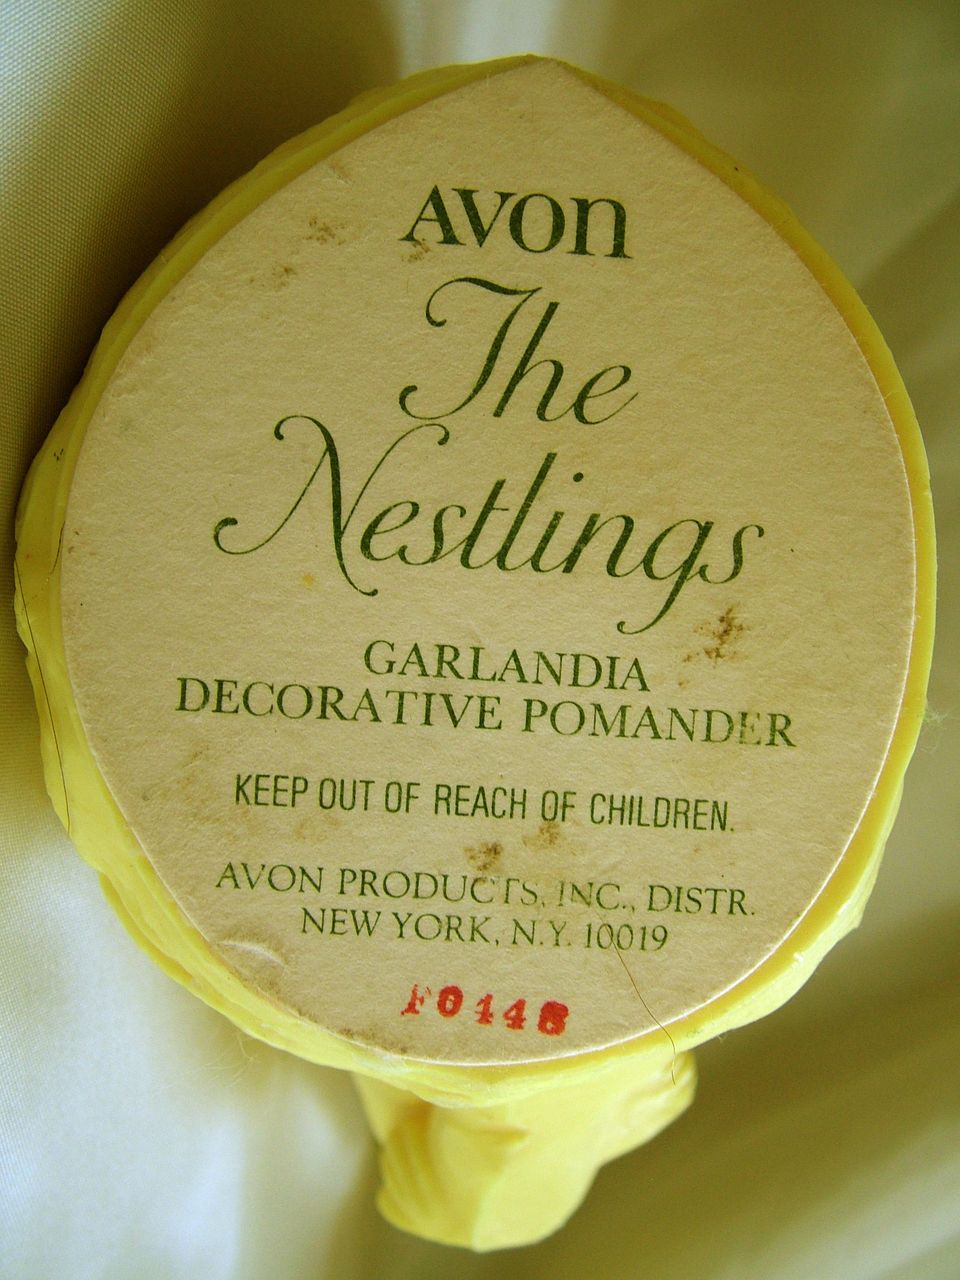 AVON
The
Nestlings
GARLANDIA
DECORATIVE POMANDER
KEEP OUT OF REACH OF CHILDREN.
AVON PRODUCTS, INC., DISTR.
NEW YORK, N.Y. 10019
F0448